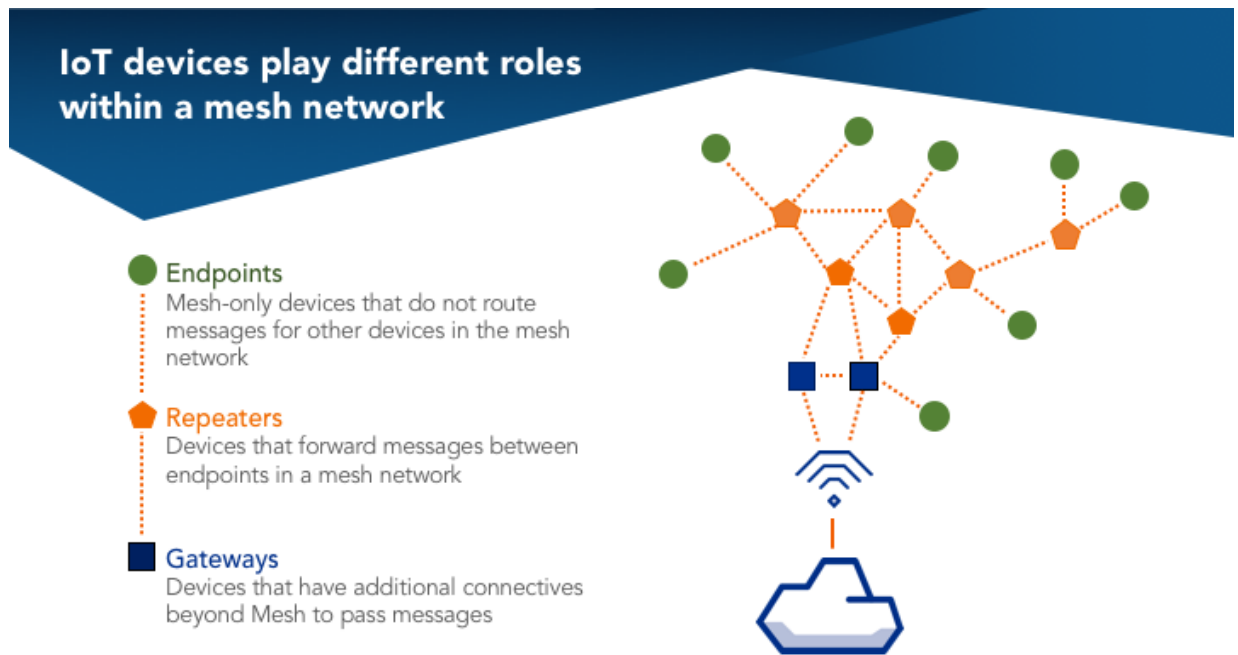 IoT devices play different roles
within a mesh network
Endpoints
Mesh-only devices that do not route
messages for other devices in the mesh
network
Repeaters
Devices that forward messages between
endpoints in a mesh network
Gateways
Devices that have additional connectives
beyond Mesh to pass messages